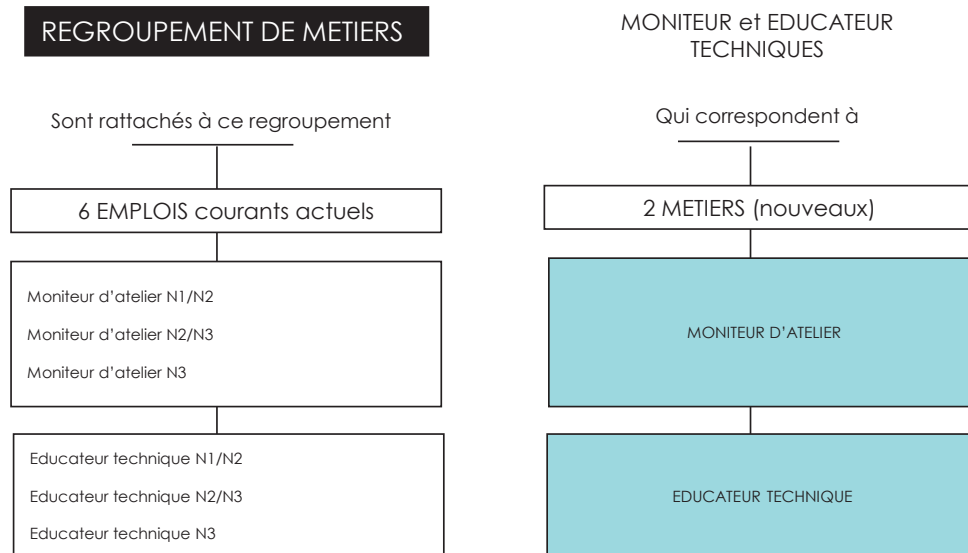 REGROUPEMENT DE METIERS
MONITEUR et EDUCATEUR
TECHNIQUES
Sont rattachés à ce regroupement
Qui correspondent à
6 EMPLOIS courants actuels
2 METIERS (nouveaux)
Moniteur d’atelier N1/N2
Moniteur d’atelier N2/N3
Moniteur d’atelier N3
MONITEUR D’ATELIER
Educateur technique N1/N2
Educateur technique N2/N3
Educateur technique N3
EDUCATEUR TECHNIQUE